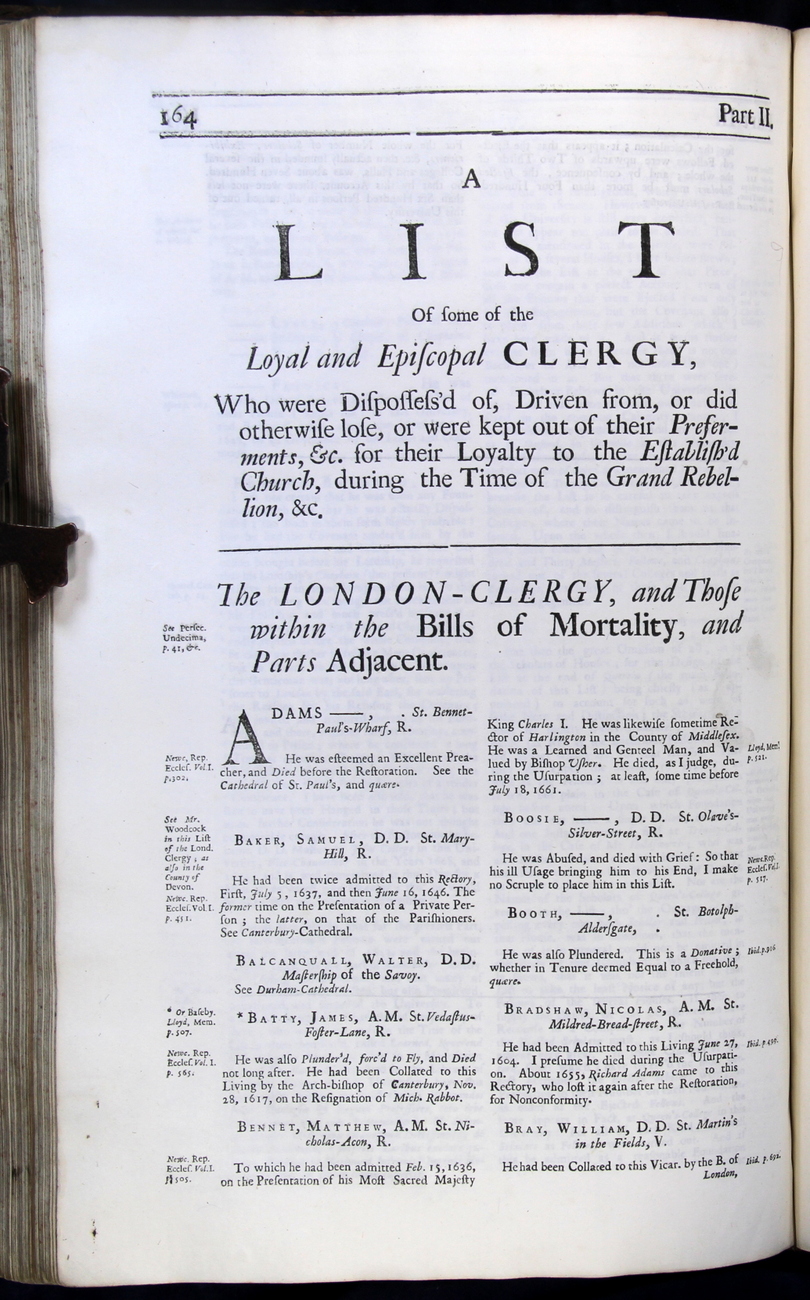 164
Part II.
A
LIST
Of ſome of the
Loyal and Epiſcopal CLERGY,
Who were Diſpoſſeſs'd of, Driven from, or did
otherwiſe loſe, or were kept out of their Prefer-
ments, &c. for their Loyalty to the Eſtabliſh'd
Church, during the Time of the Grand Rebel-
lion, &c.
The LONDON-CLERGY, and Thoſe
within the Bills of Mortality, and
Parts Adjacent.
See Perſec.
Undecima,
p. 41, &c.
ADAMS ——, . St. Bennet-
Paul's-Wharf, R.
He was eſteemed an Excellent Prea-
cher, and Died before the Reſtoration. See the
Cathedral of St. Paul's, and quære.
Newc. Rep.
Eccleſ. Vol. I.
p. 302.
BAKER, SAMUEL, D. D. St. Mary-
Hill, R.
He had been twice admitted to this Rectory,
Firſt, July 5, 1637, and then June 16, 1646. The
former time on the Preſentation of a Private Per-
ſon ; the latter, on that of the Pariſhioners.
See Canterbury-Cathedral.
See Mr.
Woodcock
in this Liſt
of the Lond.
Clergy ; as
alſo in the
County of
Devon.
Newc. Rep.
Eccleſ. Vol. I.
p. 451.
BALCANQUALL, WALTER, D. D.
Maſterſhip of the Savoy.
See Durham-Cathedral.
* BATTY, JAMES, A. M. St. Vedaſtus-
Foſter-Lane, R.
* Or Baſeby.
Lloyd, Mem.
p. 507.
He was alſo Plunder'd, forc'd to Fly, and Died
not long after. He had been Collated to this
Living by the Arch-biſhop of Canterbury, Nov.
28, 1617, on the Reſignation of Mich. Rabbot.
Newc. Rep.
Eccleſ. Vol. I.
p. 565.
BENNET, MATTHEW, A. M. St. Ni-
cholas-Acon, R.
To which he had been admitted Feb. 15, 1636,
on the Preſentation of his Moſt Sacred Majeſty
Newc. Rep.
Eccleſ. Vol. I.
505.
King Charles I. He was likewiſe ſometime Re-
ctor of Harlington in the County of Middleſex.
He was a Learned and Genteel Man, and Va-
lued by Biſhop Uſher. He died, as I judge, du-
ring the Uſurpation ; at leaſt, ſome time before
July 18, 1661.
Lloyd, Mem.
p. 521.
BOOSIE, ——, D. D. St. Olave's-
Silver-Street, R.
He was Abuſed, and died with Grief : So that
his ill Uſage bringing him to his End, I make
no Scruple to place him in this Liſt.
Newc. Rep.
Eccleſ. Vol.
p. 517.
BOOTH, ——, . St. Botolph-
Alderſgate, .
He was alſo Plundered. This is a Donative ;
whether in Tenure deemed Equal to a Freehold,
quære.
Ibid. p. 306.
BRADSHAW, NICOLAS, A. M. St.
Mildred-Bread-ſtreet, R.
He had been Admitted to this Living June 27,
1604. I preſume he died during the Uſurpati-
on. About 1655, Richard Adams came to this
Rectory, who loſt it again after the Reſtoration,
for Nonconformity.
Ibid. p.
BRAY, WILLIAM, D. D. St. Martin's
in the Fields, V.
He had been Collated to this Vicar. by the B. of
London,
Ibid. p. 692.